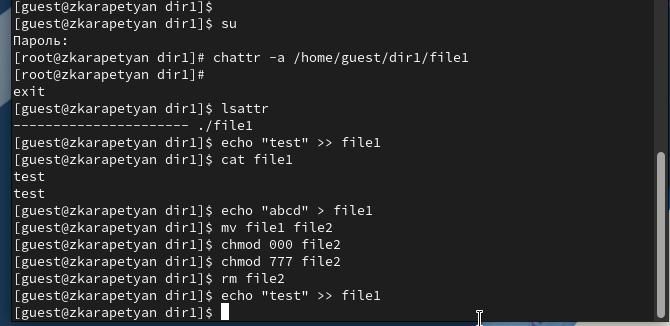 [guest@zkarapetyan dir1]$
[guest@zkarapetyan dir1]$ su
Пароль:
[root@zkarapetyan dir1]# chattr -a /home/guest/dir1/file1
[root@zkarapetyan dir1]#
exit
[guest@zkarapetyan dir1]$ lsattr
---------------------- ./file1
[guest@zkarapetyan dir1]$ echo "test" >> file1
[guest@zkarapetyan dir1]$ cat file1
test
test
[guest@zkarapetyan dir1]$ echo "abcd" > file1
[guest@zkarapetyan dir1]$ mv file1 file2
[guest@zkarapetyan dir1]$ chmod 000 file2
[guest@zkarapetyan dir1]$ chmod 777 file2
[guest@zkarapetyan dir1]$ rm file2
[guest@zkarapetyan dir1]$ echo "test" >> file1
[guest@zkarapetyan dir1]$